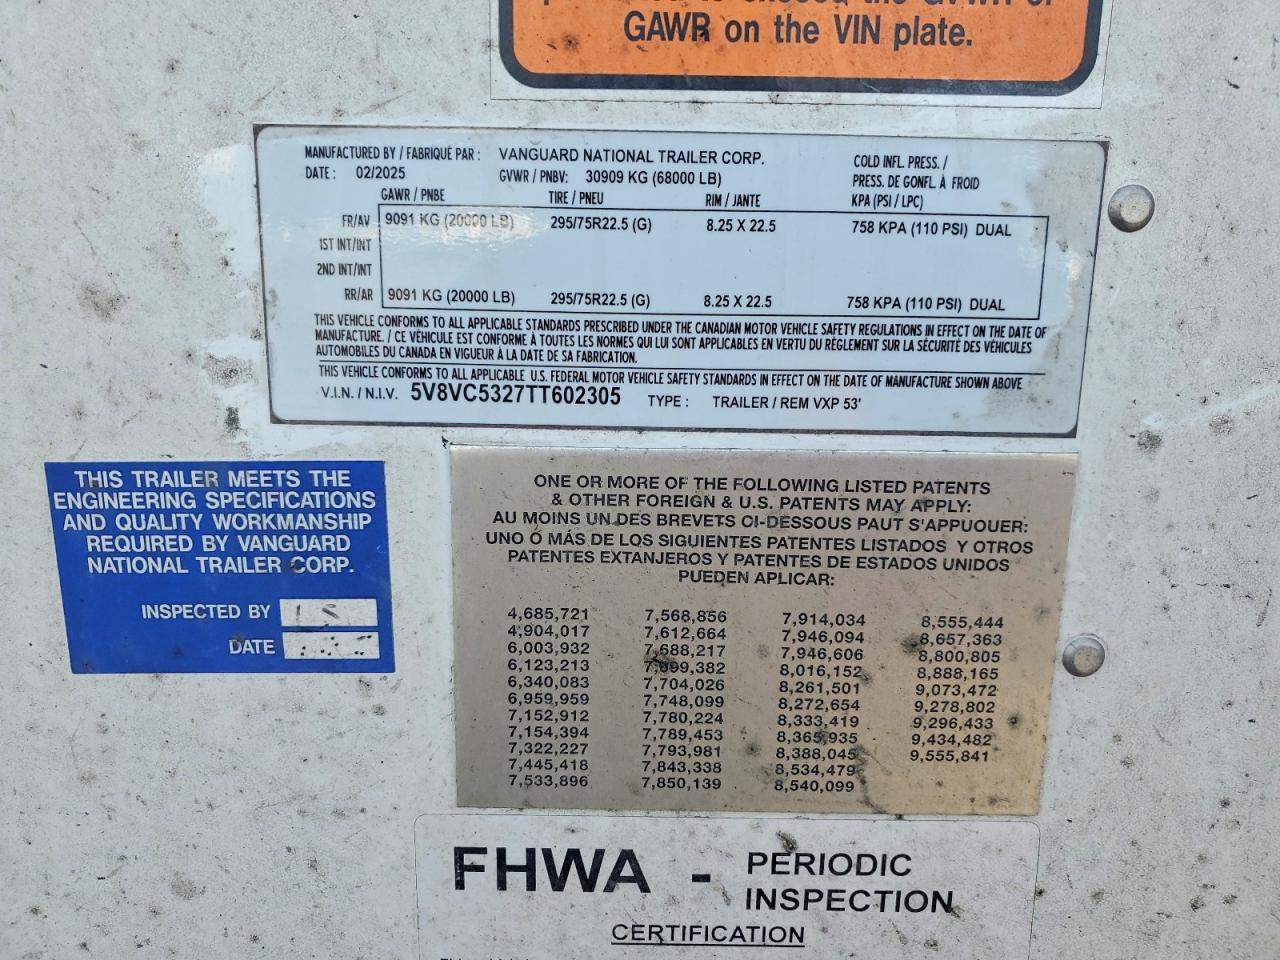 GAWR on the VIN plate.
MANUFACTURED BY / FABRIQUÉ PAR : VANGUARD NATIONAL TRAILER CORP.
DATE : 02/2025 GVWR / PNBV: 30909 KG (68000 LB)
COLD INFL. PRESS. /
PRESS. DE GONFL. À FROID
KPA (PSI / LPC)
GAWR / PNBE TIRE / PNEU RIM / JANTE
FR/AV 9091 KG (20000 LB) 295/75R22.5 (G) 8.25 X 22.5 758 KPA (110 PSI) DUAL
1ST INT/INT
2ND INT/INT
RR/AR 9091 KG (20000 LB) 295/75R22.5 (G) 8.25 X 22.5 758 KPA (110 PSI) DUAL
THIS VEHICLE CONFORMS TO ALL APPLICABLE STANDARDS PRESCRIBED UNDER THE CANADIAN MOTOR VEHICLE SAFETY REGULATIONS IN EFFECT ON THE DATE OF
MANUFACTURE. / CE VÉHICULE EST CONFORME À TOUTES LES NORMES QUI LUI SONT APPLICABLES EN VERTU DU RÈGLEMENT SUR LA SÉCURITÉ DES VÉHICULES
AUTOMOBILES DU CANADA EN VIGUEUR À LA DATE DE SA FABRICATION.
THIS VEHICLE CONFORMS TO ALL APPLICABLE U.S. FEDERAL MOTOR VEHICLE SAFETY STANDARDS IN EFFECT ON THE DATE OF MANUFACTURE SHOWN ABOVE
V.I.N. / N.I.V. 5V8VC5327TT602305 TYPE : TRAILER / REM VXP 53'
THIS TRAILER MEETS THE
ENGINEERING SPECIFICATIONS
AND QUALITY WORKMANSHIP
REQUIRED BY VANGUARD
NATIONAL TRAILER CORP.
INSPECTED BY LS
DATE
ONE OR MORE OF THE FOLLOWING LISTED PATENTS
& OTHER FOREIGN & U.S. PATENTS MAY APPLY:
AU MOINS UN DES BREVETS CI-DESSOUS PAUT S'APPUOUER:
UNO Ó MÁS DE LOS SIGUIENTES PATENTES LISTADOS Y OTROS
PATENTES EXTANJEROS Y PATENTES DE ESTADOS UNIDOS
PUEDEN APLICAR:
4,685,721 7,568,856 7,914,034 8,555,444
4,904,017 7,612,664 7,946,094 8,657,363
6,003,932 7,688,217 7,946,606 8,800,805
6,123,213 7,699,382 8,016,152 8,888,165
6,340,083 7,704,026 8,261,501 9,073,472
6,959,959 7,748,099 8,272,654 9,278,802
7,152,912 7,780,224 8,333,419 9,296,433
7,154,394 7,789,453 8,365,935 9,434,482
7,322,227 7,793,981 8,388,045 9,555,841
7,445,418 7,843,338 8,534,479
7,533,896 7,850,139 8,540,099
FHWA - PERIODIC
INSPECTION
CERTIFICATION